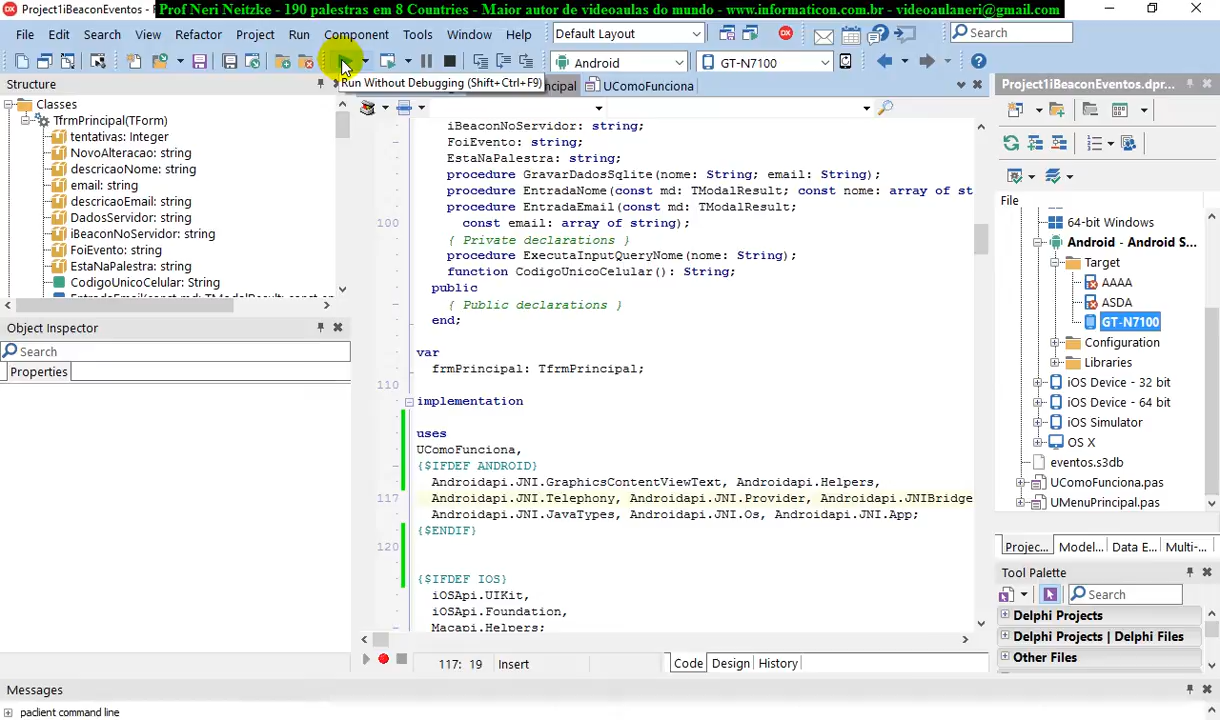 Project1iBeaconEventos -
Prof Neri Neitzke - 190 palestras em 8 Countries - Maior autor de videoaulas do mundo - www.informaticon.com.br - videoaulaneri@gmail.com
File Edit Search View Refactor Project Run Component Tools Window Help Default Layout Search
Android GT-N7100
Run Without Debugging (Shift+Ctrl+F9)
Structure
UComoFunciona
Project1iBeaconEventos.dpr...
Classes
TfrmPrincipal(TForm)
tentativas: Integer
NovoAlteracao: string
descricaoNome: string
email: string
descricaoEmail: string
DadosServidor: string
iBeaconNoServidor: string
FoiEvento: string
EstaNaPalestra: string
CodigoUnicoCelular: String
Object Inspector
Search
Properties
iBeaconNoServidor: string;
FoiEvento: string;
EstaNaPalestra: string;
procedure GravarDadosSqlite(nome: String; email: String);
procedure EntradaNome(const md: TModalResult; const nome: array of st
procedure EntradaEmail(const md: TModalResult;
100 const email: array of string);
{ Private declarations }
procedure ExecutaInputQueryNome(nome: String);
function CodigoUnicoCelular(): String;
public
{ Public declarations }
end;
var
frmPrincipal: TfrmPrincipal;
110
implementation
uses
UComoFunciona,
{$IFDEF ANDROID}
Androidapi.JNI.GraphicsContentViewText, Androidapi.Helpers,
117 Androidapi.JNI.Telephony, Androidapi.JNI.Provider, Androidapi.JNIBridge
Androidapi.JNI.JavaTypes, Androidapi.JNI.Os, Androidapi.JNI.App;
{$ENDIF}
120
{$IFDEF IOS}
iOSApi.UIKit,
iOSApi.Foundation,
Macapi.Helpers;
117: 19 Insert Code Design History
File
64-bit Windows
Android - Android S...
Target
AAAA
ASDA
GT-N7100
Configuration
Libraries
iOS Device - 32 bit
iOS Device - 64 bit
iOS Simulator
OS X
eventos.s3db
UComoFunciona.pas
UMenuPrincipal.pas
Projec... Model... Data E... Multi-...
Tool Palette
Search
Delphi Projects
Delphi Projects | Delphi Files
Other Files
Messages
paclient command line